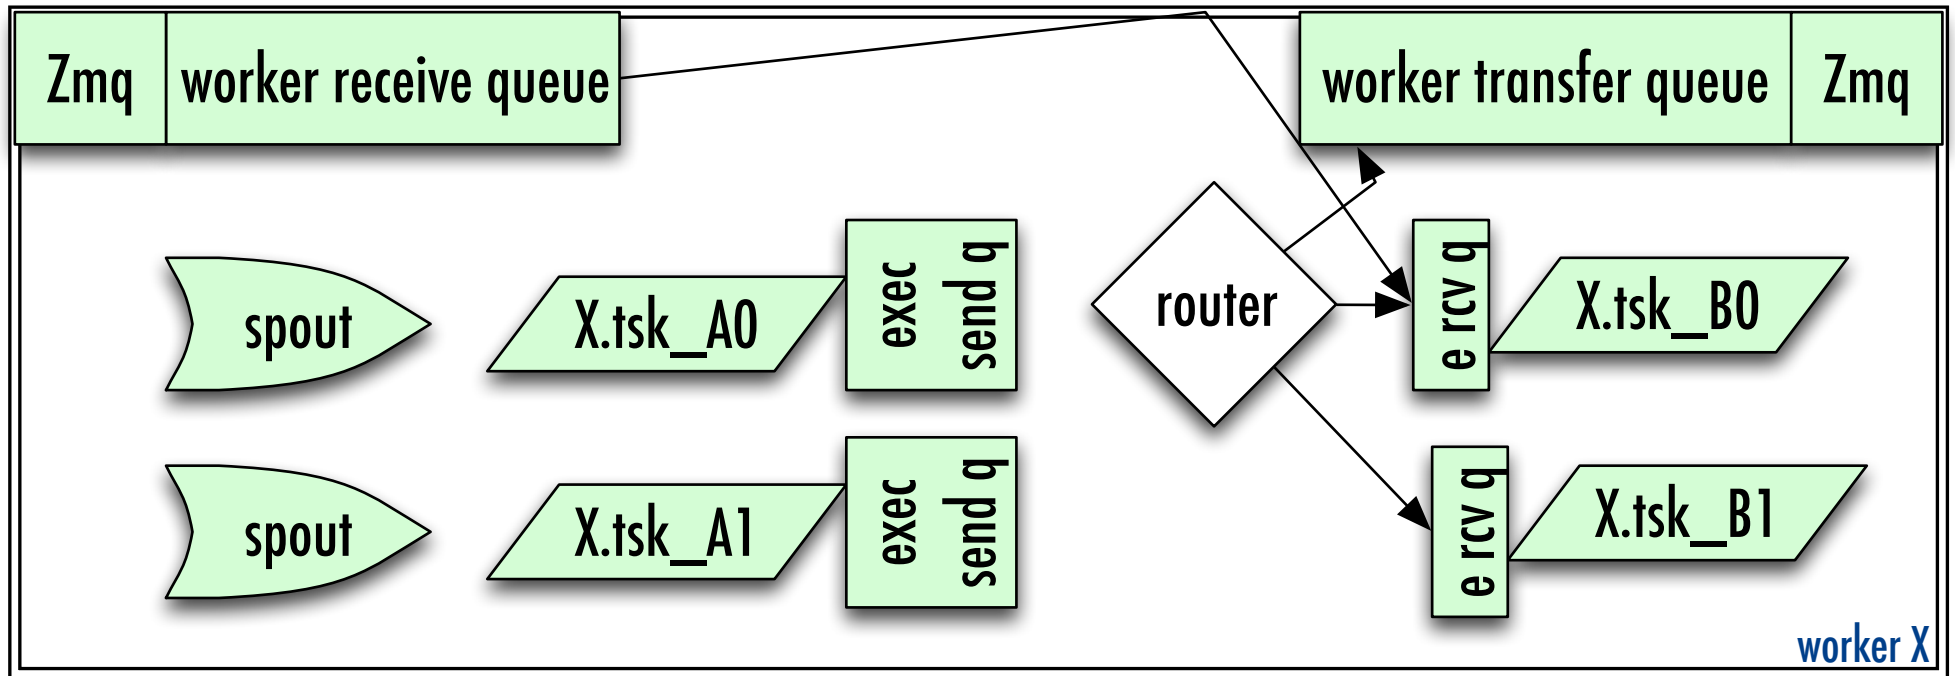 Zmq
worker receive queue
worker transfer queue
Zmq
spout
X.tsk_A0
exec
send q
router
e rcv q
X.tsk_B0
spout
X.tsk_A1
exec
send q
e rcv q
X.tsk_B1
worker X